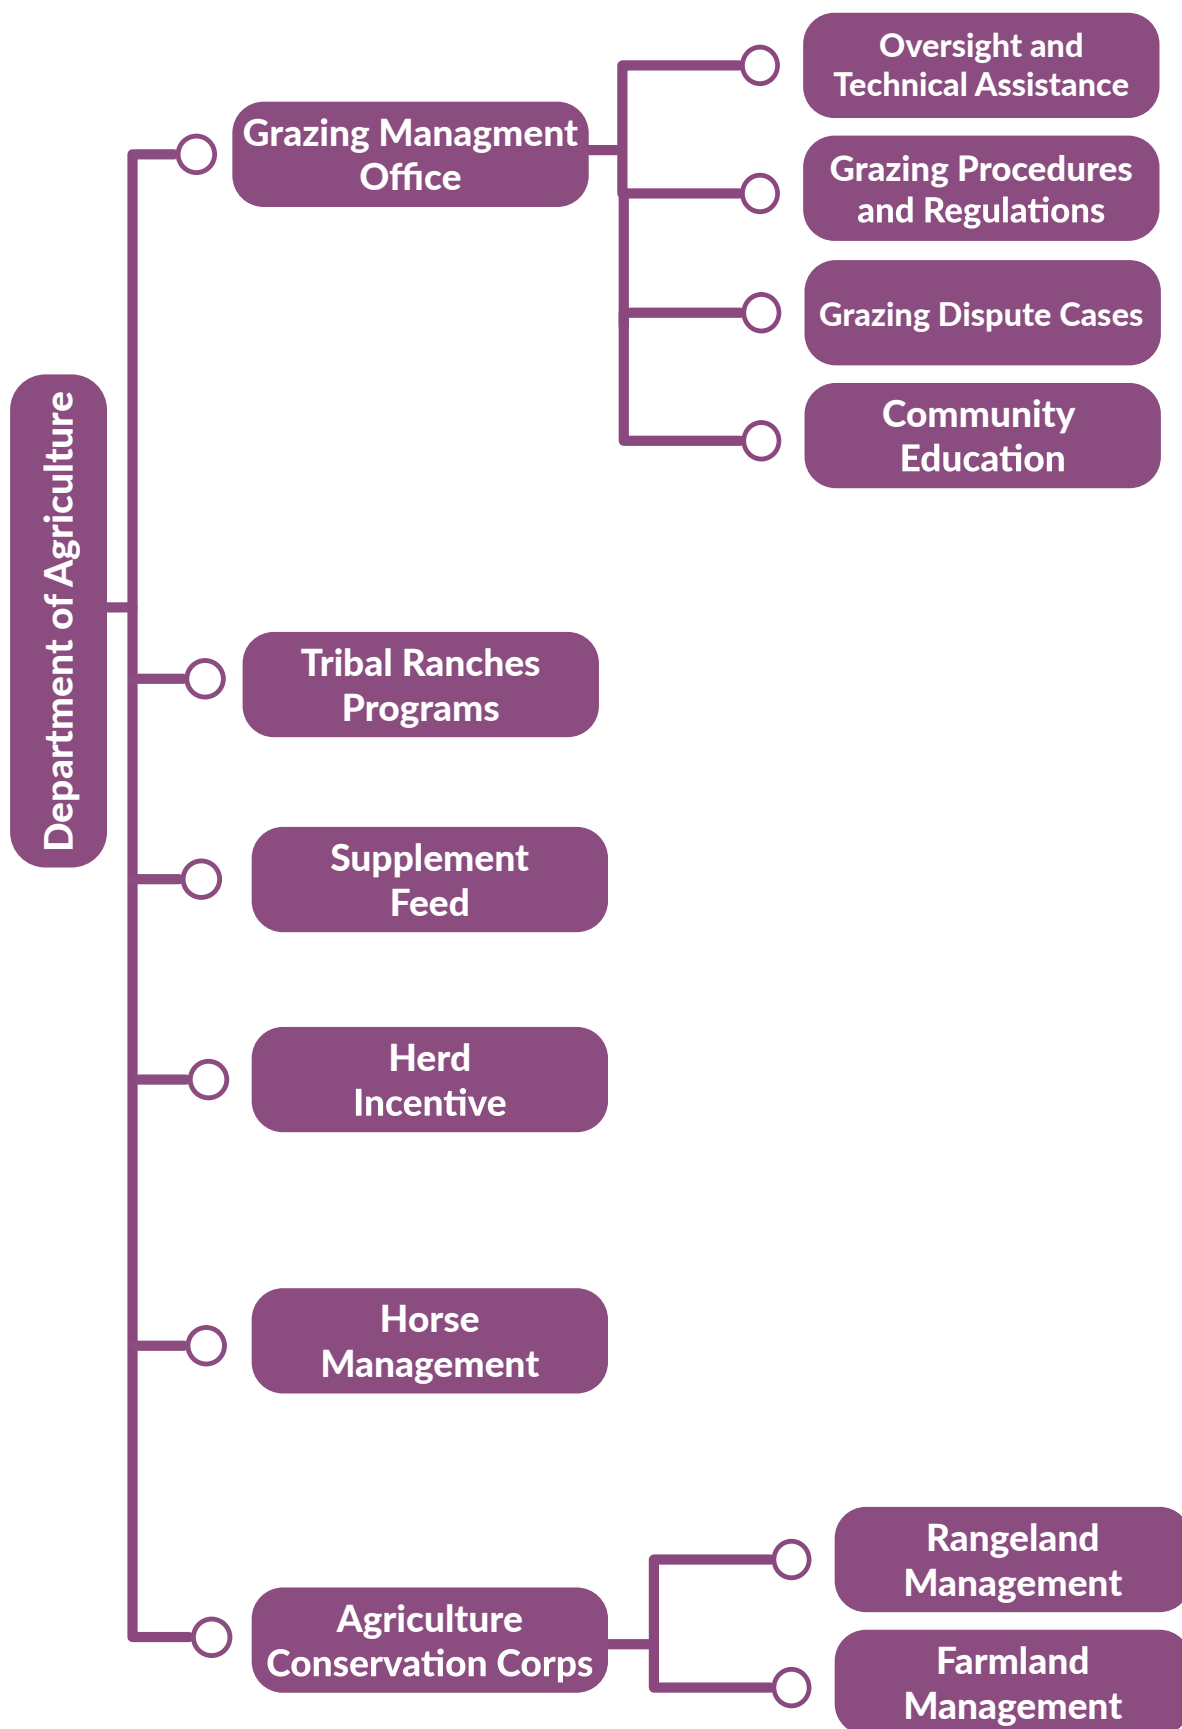 Department of Agriculture
Grazing Managment
Office
Oversight and
Technical Assistance
Grazing Procedures
and Regulations
Grazing Dispute Cases
Community
Education
Tribal Ranches
Programs
Supplement
Feed
Herd
Incentive
Horse
Management
Agriculture
Conservation Corps
Rangeland
Management
Farmland
Management